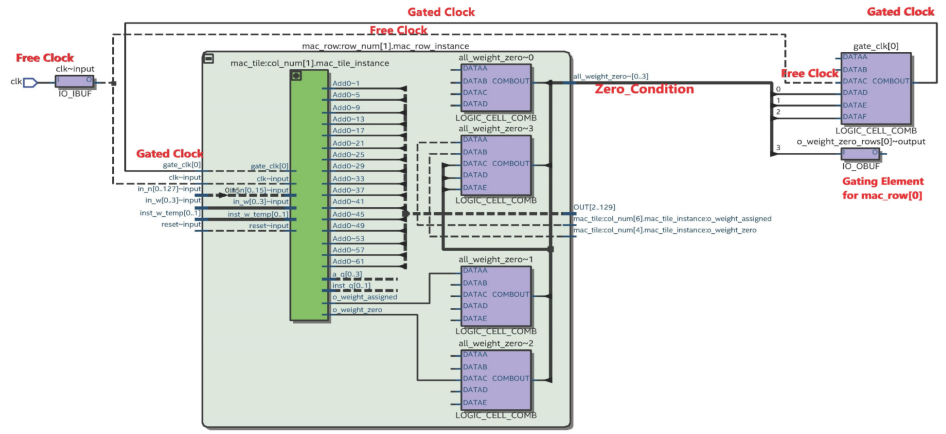 Gated Clock
Gated Clock
Free Clock
mac_row:row_num[1].mac_row_instance
gate_clk[0]
Free Clock
clk~input
clk
IO_IBUF
mac_tile:col_num[1].mac_tile_instance
all_weight_zero~0
DATAA
DATAB
DATAC COMBOUT
DATAD
DATAE
LOGIC_CELL_COMB
all_weight_zero~[0..3]
Zero_Condition
Free Clock
DATAA
DATAB
DATAC COMBOUT
DATAD
DATAE
DATAF
LOGIC_CELL_COMB
0
1
2
3
o_weight_zero_rows[0]~output
I O
IO_OBUF
Gating Element
for mac_row[0]
Add0~1
Add0~5
Add0~9
Add0~13
Add0~17
Add0~21
Add0~25
Add0~29
Add0~33
Add0~37
Add0~41
Add0~45
Add0~49
Add0~53
Add0~57
Add0~61
a_q[0..3]
inst_q[0..1]
o_weight_assigned
o_weight_zero
Gated Clock
gate_clk[0]
clk~input
in_n[0..127]~input
in_w[0..3]~input
inst_w_temp[0..1]
reset~input
gate_clk[0]
clk~input
in_w[0..3]~input
inst_w_temp[0..1]
reset~input
all_weight_zero~3
DATAA
DATAB
DATAC COMBOUT
DATAD
DATAE
LOGIC_CELL_COMB
OUT[2..129]
mac_tile:col_num[6].mac_tile_instance:o_weight_assigned
mac_tile:col_num[4].mac_tile_instance:o_weight_zero
all_weight_zero~1
DATAA
DATAB
DATAC COMBOUT
DATAD
DATAE
LOGIC_CELL_COMB
all_weight_zero~2
DATAA
DATAB
DATAC COMBOUT
DATAD
DATAE
LOGIC_CELL_COMB